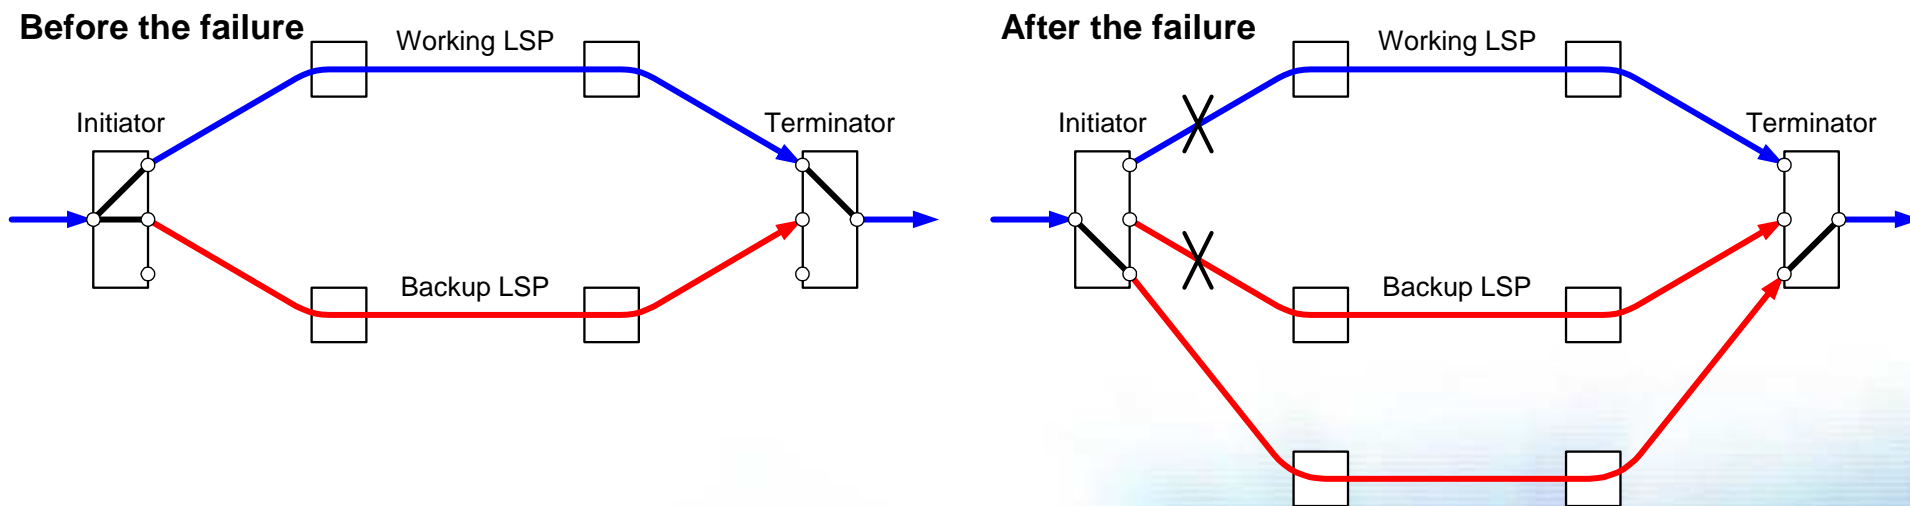 Before the failure
Working LSP
Initiator
Terminator
Backup LSP
After the failure
Working LSP
Initiator
Terminator
Backup LSP